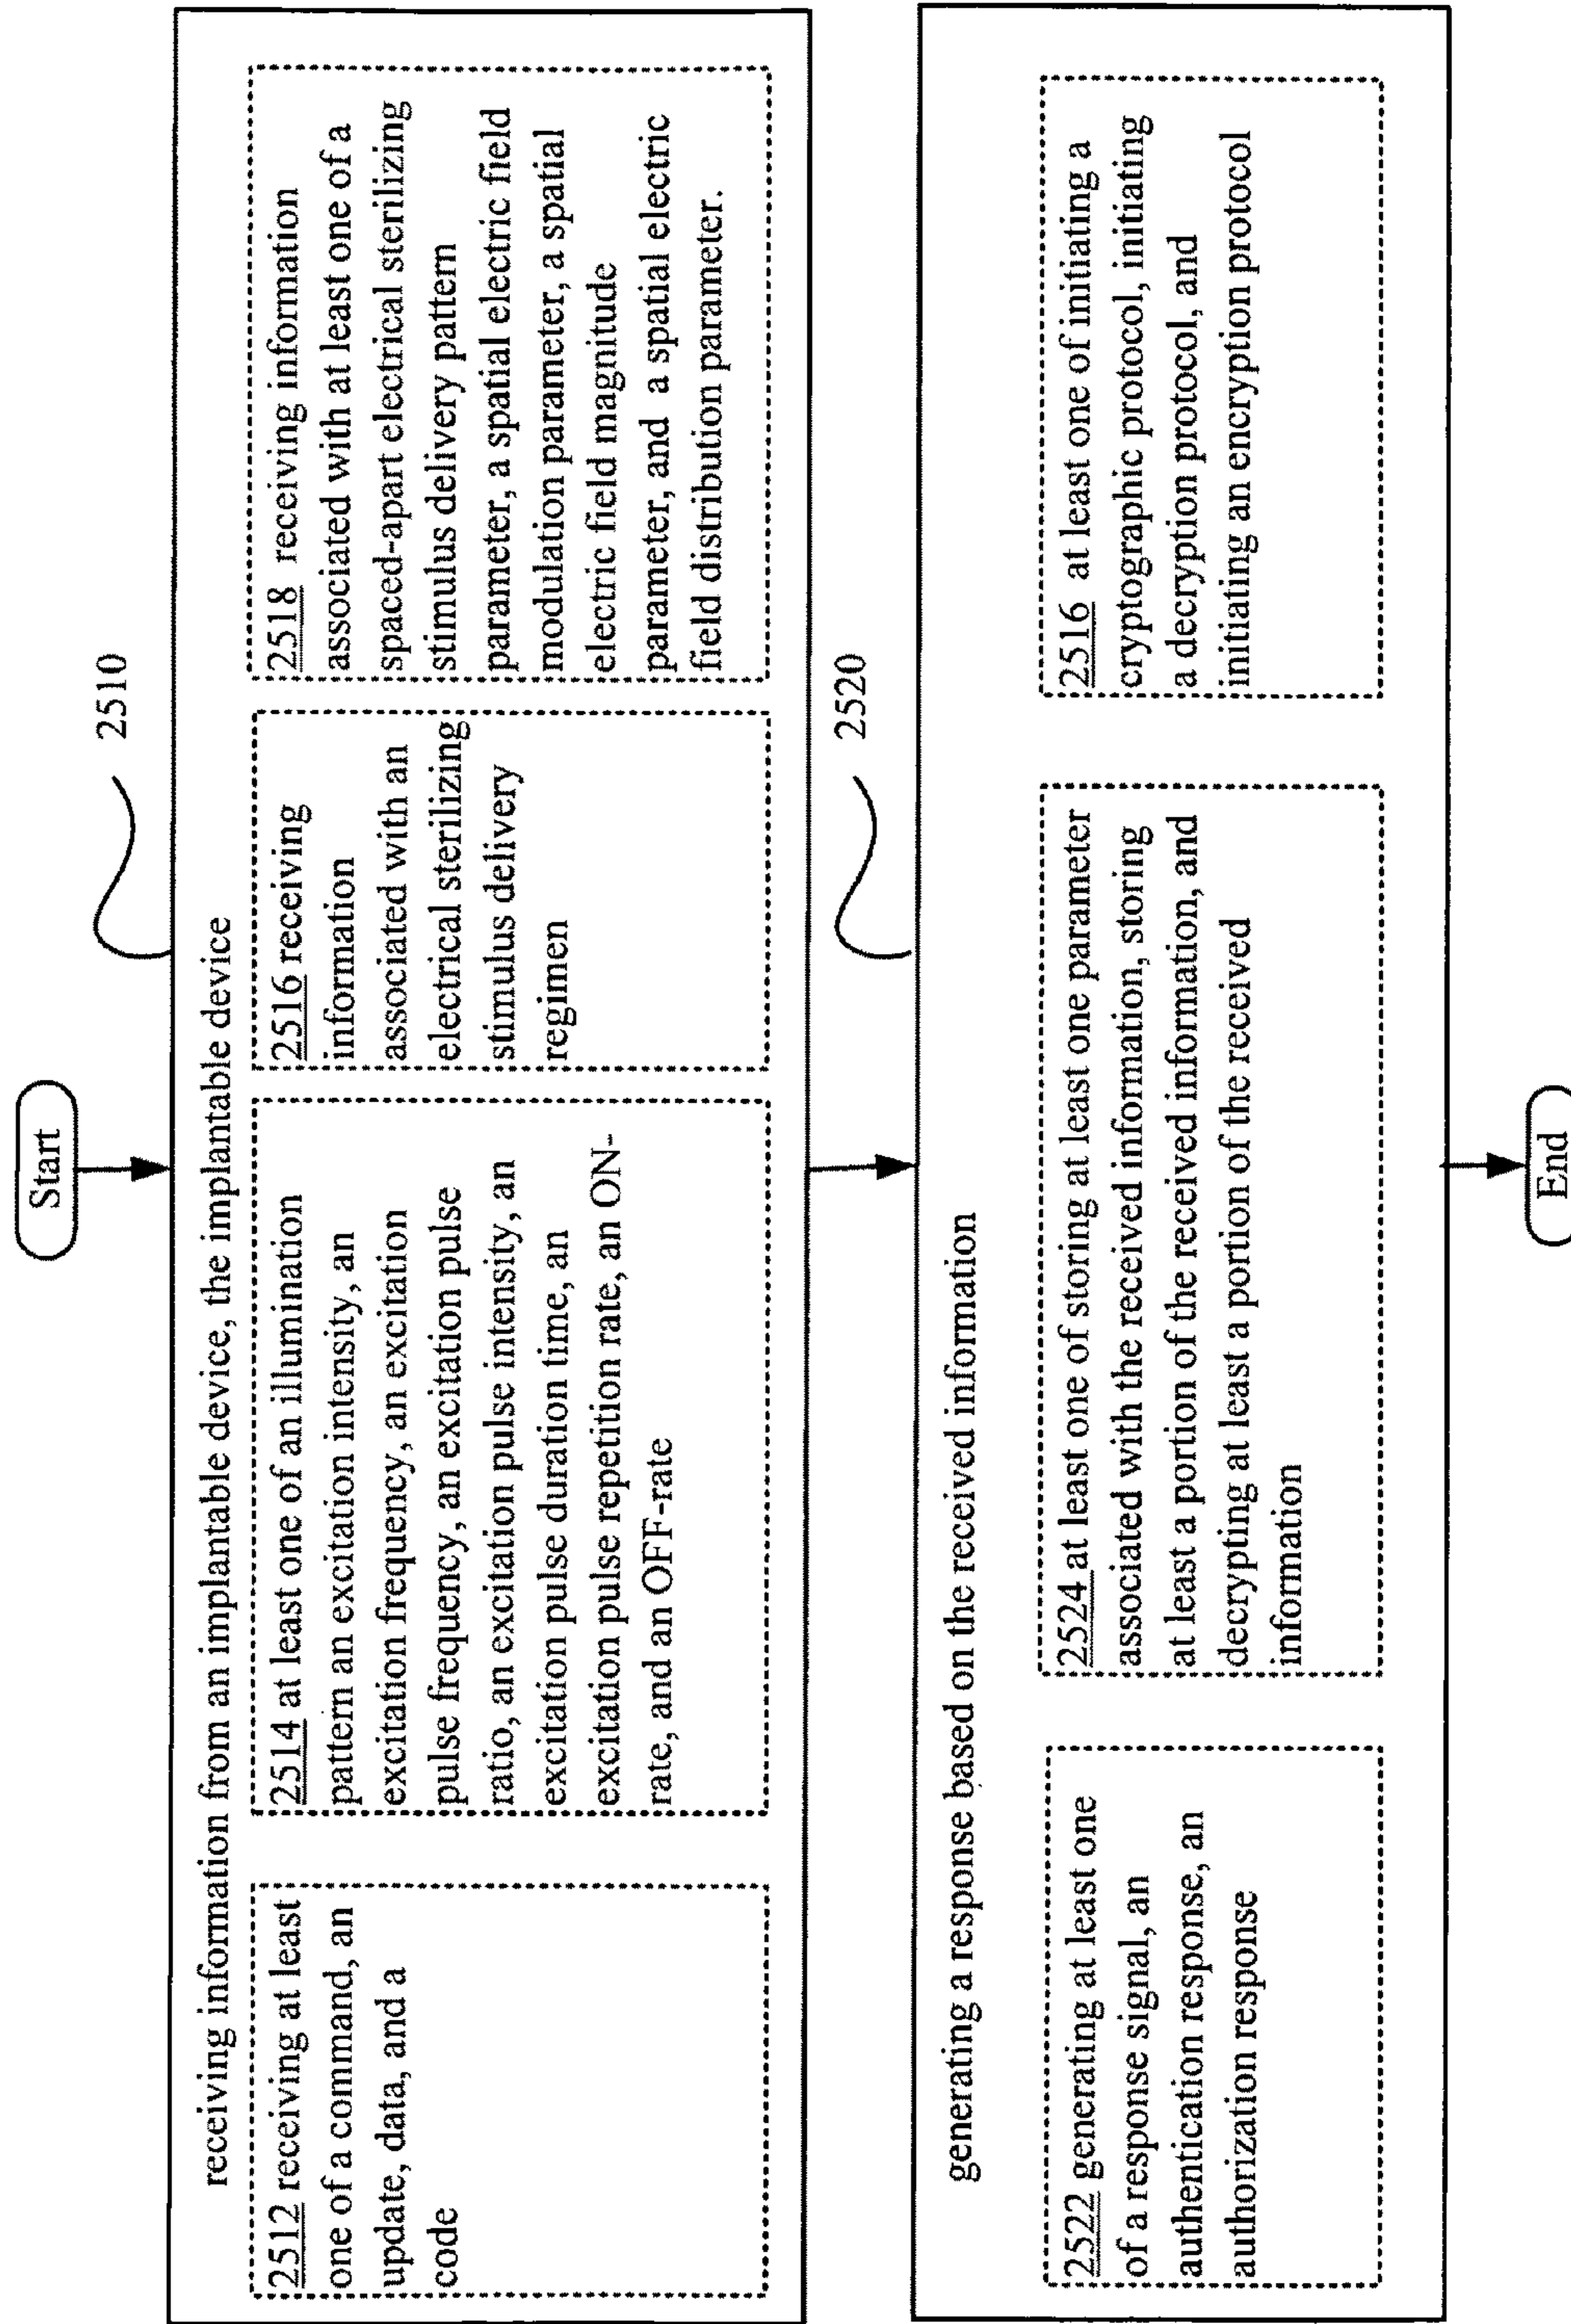 Start
2510
receiving information from an implantable device, the implantable device
2512 receiving at least
one of a command, an
update, data, and a
code
2514 at least one of an illumination
pattern an excitation intensity, an
excitation frequency, an excitation
pulse frequency, an excitation pulse
ratio, an excitation pulse intensity, an
excitation pulse duration time, an
excitation pulse repetition rate, an ON-
rate, and an OFF-rate
2516 receiving
information
associated with an
electrical sterilizing
stimulus delivery
regimen
2518 receiving information
associated with at least one of a
spaced-apart electrical sterilizing
stimulus delivery pattern
parameter, a spatial electric field
modulation parameter, a spatial
electric field magnitude
parameter, and a spatial electric
field distribution parameter.
2520
generating a response based on the received information
2522 generating at least one
of a response signal, an
authentication response, an
authorization response
2524 at least one of storing at least one parameter
associated with the received information, storing
at least a portion of the received information, and
decrypting at least a portion of the received
information
2516 at least one of initiating a
cryptographic protocol, initiating
a decryption protocol, and
initiating an encryption protocol
End